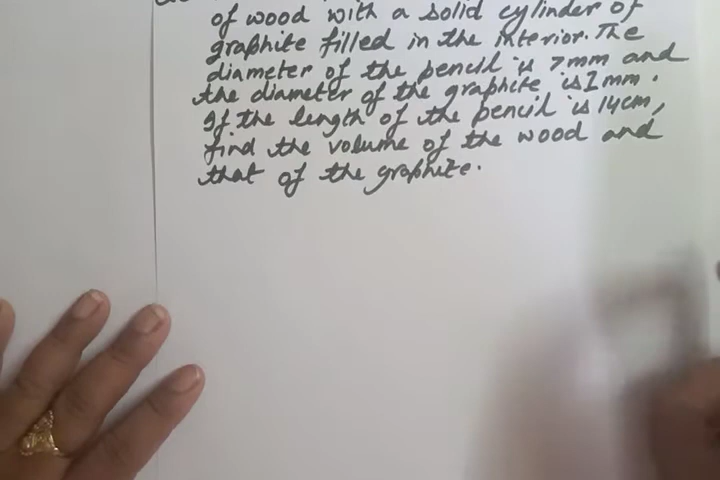 of wood with a solid cylinder of
graphite filled in the interior. The
diameter of the pencil is 7mm and
the diameter of the graphite is 1mm.
If the length of the pencil is 14cm,
find the volume of the wood and
that of the graphite.